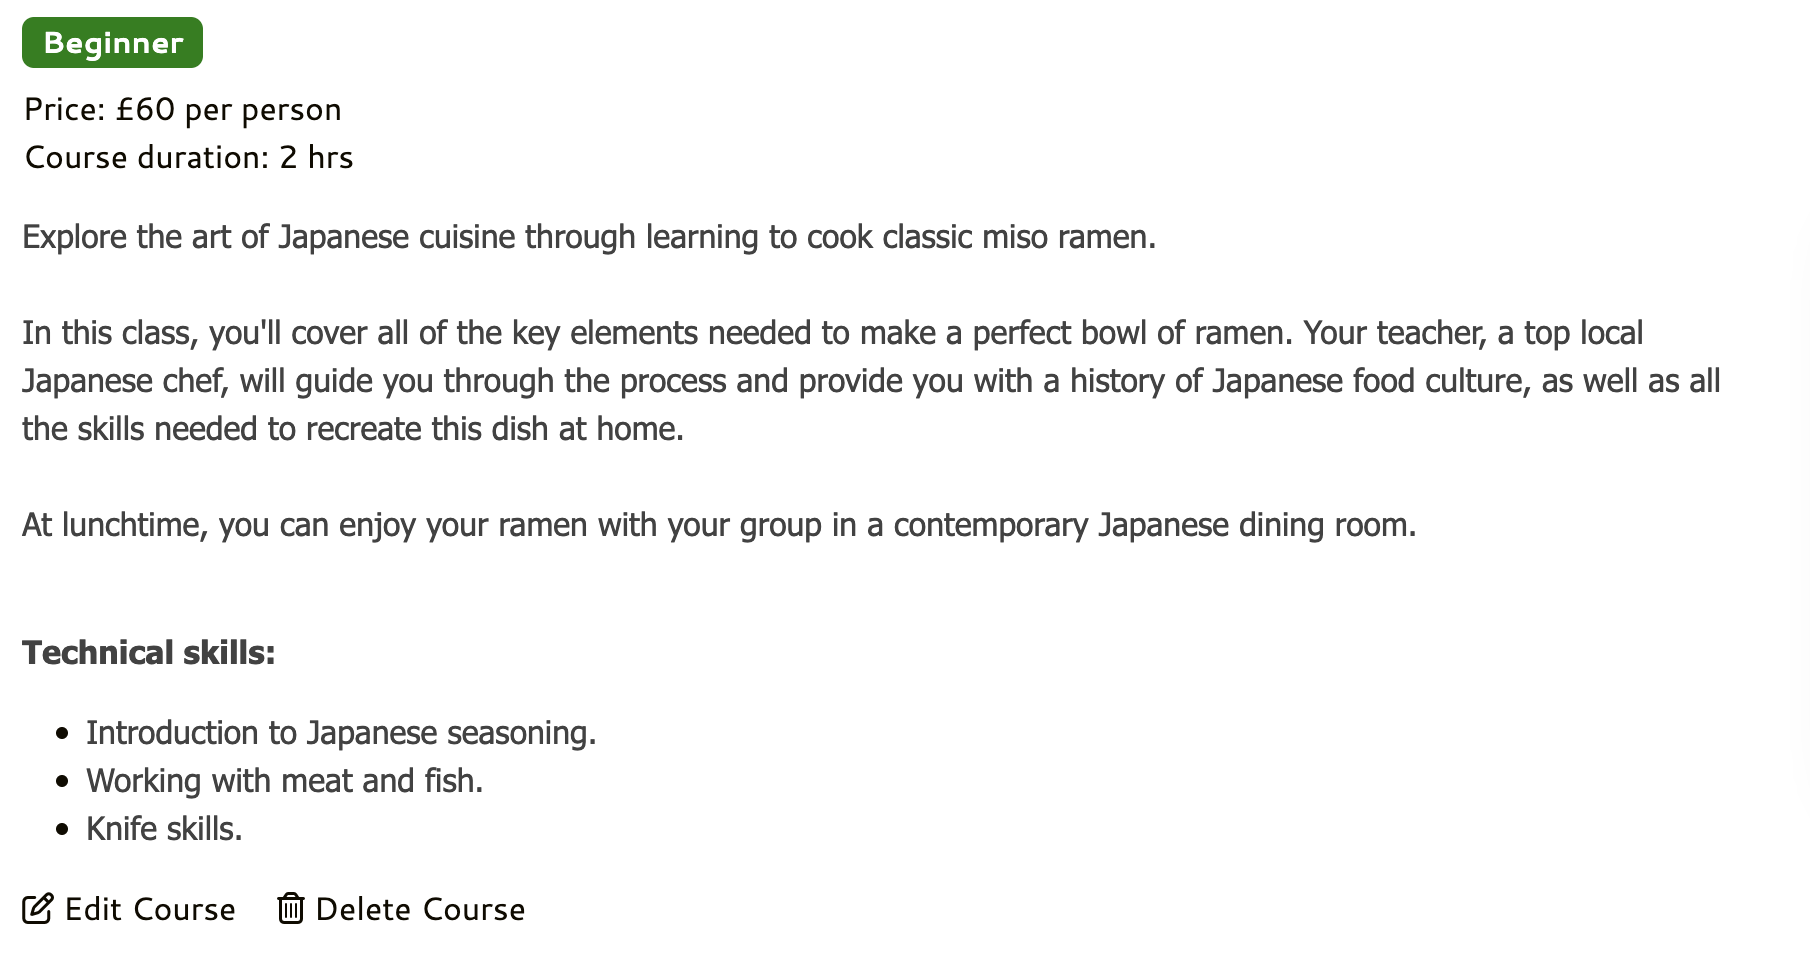 Beginner
Price: £60 per person
Course duration: 2 hrs
Explore the art of Japanese cuisine through learning to cook classic miso ramen.
In this class, you'll cover all of the key elements needed to make a perfect bowl of ramen. Your teacher, a top local
Japanese chef, will guide you through the process and provide you with a history of Japanese food culture, as well as all
the skills needed to recreate this dish at home.
At lunchtime, you can enjoy your ramen with your group in a contemporary Japanese dining room.
Technical skills:
• Introduction to Japanese seasoning.
• Working with meat and fish.
• Knife skills.
Edit Course Delete Course